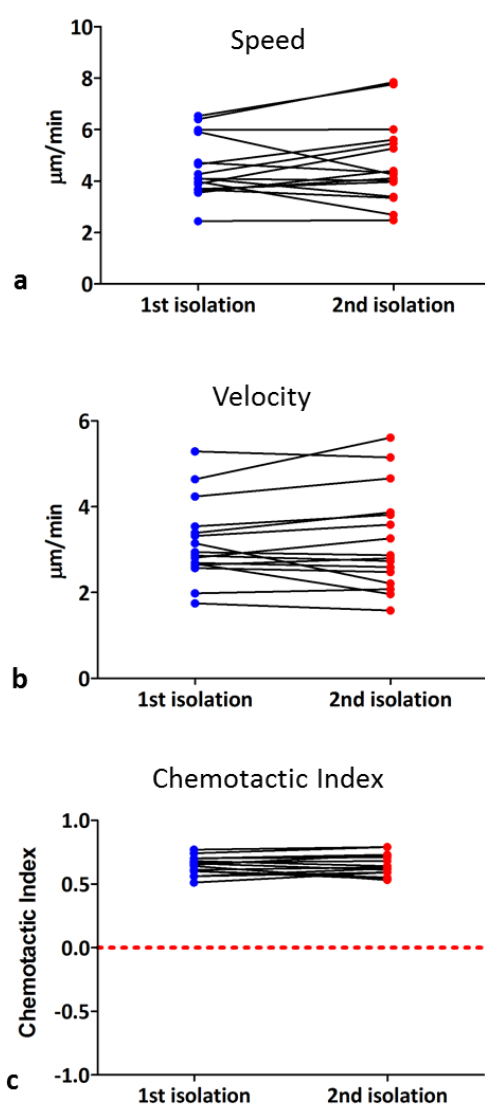 Speed
10
8
6
4
2
0
µm/min
1st isolation 2nd isolation
a
Velocity
6
4
2
0
µm/min
1st isolation 2nd isolation
b
Chemotactic Index
1.0
0.5
0.0
-0.5
-1.0
Chemotactic Index
1st isolation 2nd isolation
c